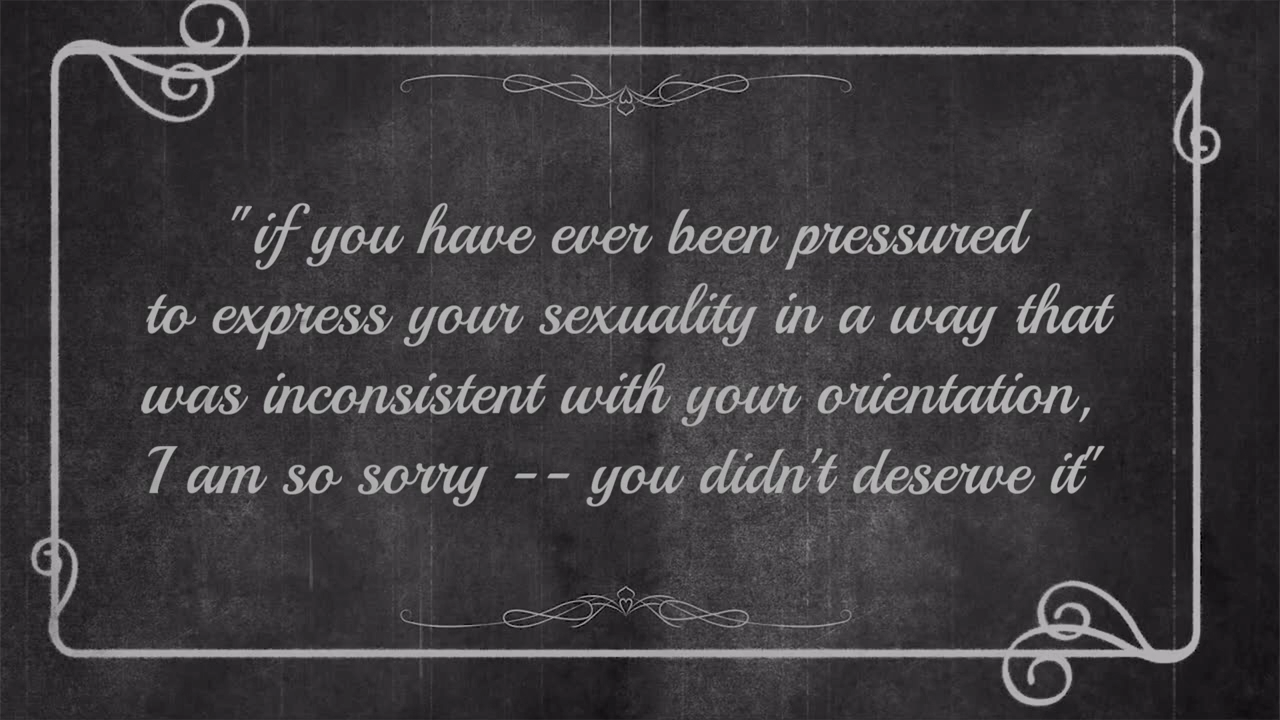 "if you have ever been pressured
to express your sexuality in a way that
was inconsistent with your orientation,
I am so sorry -- you didn't deserve it"